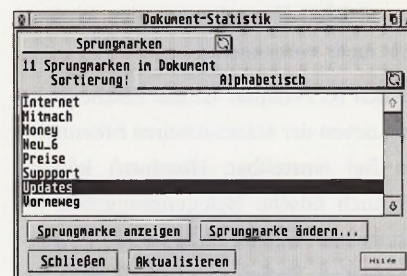 Dokument-Statistik
Sprungmarken
11 Sprungmarken in Dokument
Sortierung: Alphabetisch
Internet
Mitmach
Money
Neu_6
Preise
Suppport
Updates
Vorneweg
Sprungmarke anzeigen Sprungmarke ändern...
Schließen Aktualisieren Hilfe